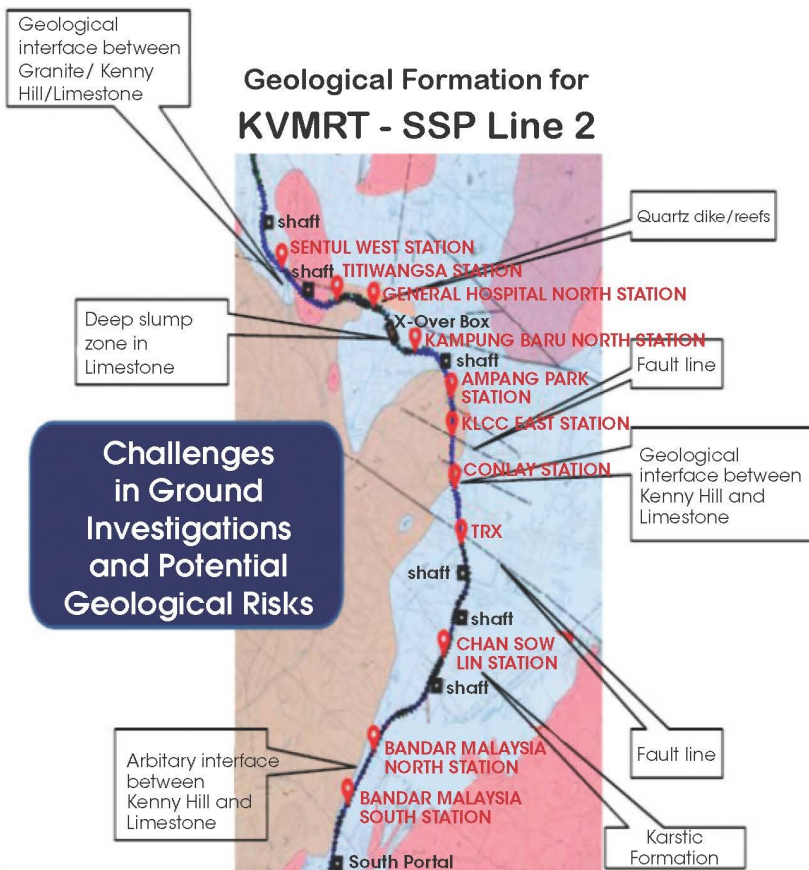 Geological
interface between
Granite/ Kenny
Hill/Limestone
Geological Formation for
KVMRT - SSP Line 2
shaft
Quartz dike/reefs
SENTUL WEST STATION
shaft
TITIWANGSA STATION
GENERAL HOSPITAL NORTH STATION
Deep slump
zone in
Limestone
X-Over Box
KAMPUNG BARU NORTH STATION
shaft
Fault line
AMPANG PARK
STATION
KLCC EAST STATION
Challenges
in Ground
Investigations
and Potential
Geological Risks
CONLAY STATION
Geological
interface between
Kenny Hill and
Limestone
TRX
shaft
shaft
CHAN SOW
LIN STATION
shaft
Arbitary interface
between
Kenny Hill and
Limestone
BANDAR MALAYSIA
NORTH STATION
Fault line
BANDAR MALAYSIA
SOUTH STATION
Karstic
Formation
South Portal